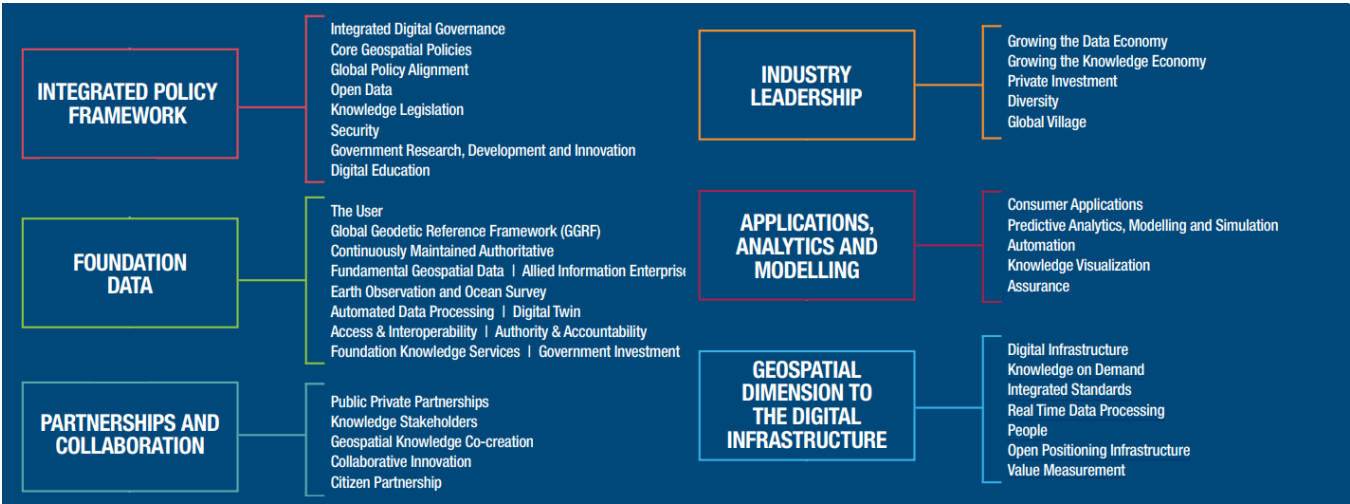 INTEGRATED POLICY
FRAMEWORK
Integrated Digital Governance
Core Geospatial Policies
Global Policy Alignment
Open Data
Knowledge Legislation
Security
Government Research, Development and Innovation
Digital Education
FOUNDATION
DATA
The User
Global Geodetic Reference Framework (GGRF)
Continuously Maintained Authoritative
Fundamental Geospatial Data | Allied Information Enterprise
Earth Observation and Ocean Survey
Automated Data Processing | Digital Twin
Access & Interoperability | Authority & Accountability
Foundation Knowledge Services | Government Investment
PARTNERSHIPS AND
COLLABORATION
Public Private Partnerships
Knowledge Stakeholders
Geospatial Knowledge Co-creation
Collaborative Innovation
Citizen Partnership
INDUSTRY
LEADERSHIP
Growing the Data Economy
Growing the Knowledge Economy
Private Investment
Diversity
Global Village
APPLICATIONS,
ANALYTICS AND
MODELLING
Consumer Applications
Predictive Analytics, Modelling and Simulation
Automation
Knowledge Visualization
Assurance
GEOSPATIAL
DIMENSION TO
THE DIGITAL
INFRASTRUCTURE
Digital Infrastructure
Knowledge on Demand
Integrated Standards
Real Time Data Processing
People
Open Positioning Infrastructure
Value Measurement